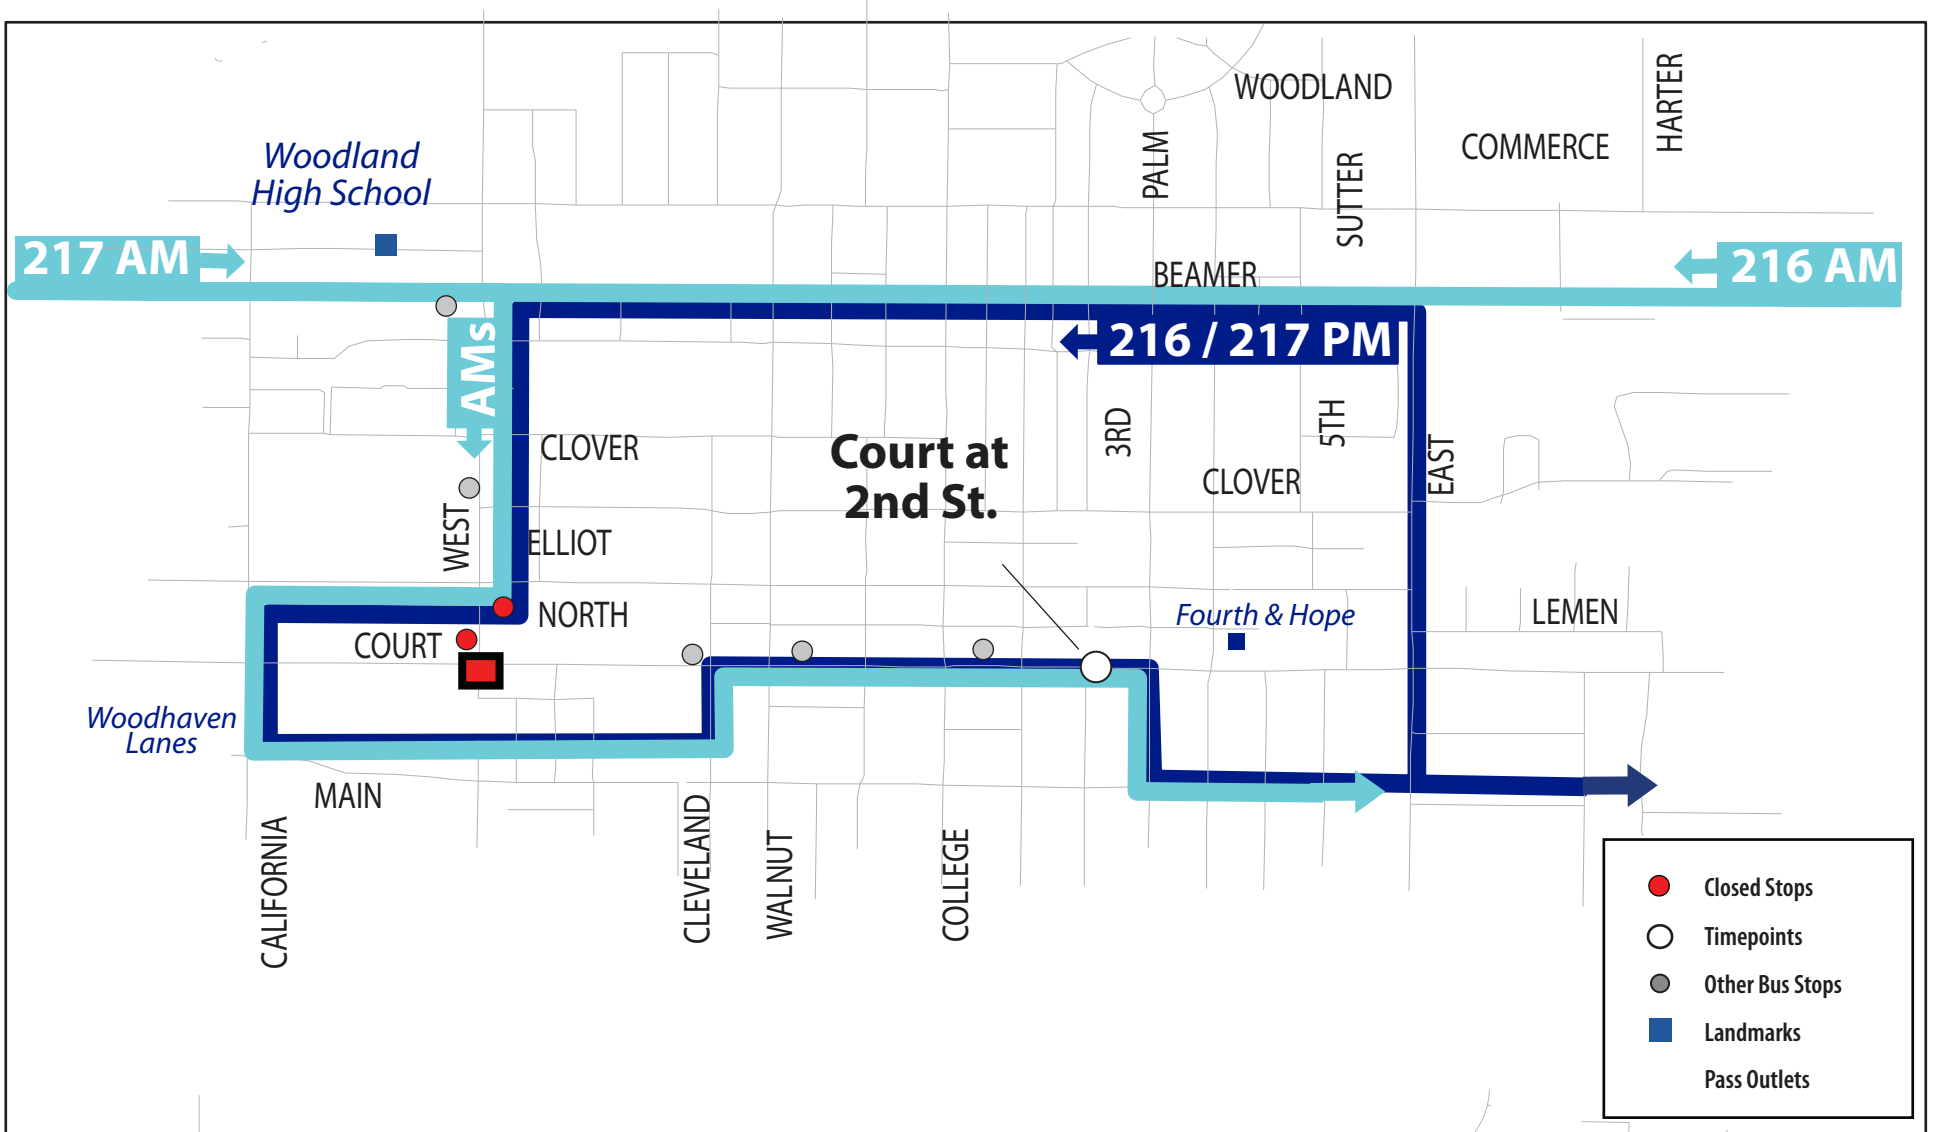 WOODLAND
HARTER
COMMERCE
PALM
SUTTER
Woodland
High School
217 AM
216 AM
BEAMER
AMs
216 / 217 PM
CLOVER
3RD
5TH
EAST
Court at
2nd St.
CLOVER
WEST
ELLIOT
NORTH
Fourth & Hope
LEMEN
COURT
Woodhaven
Lanes
MAIN
CALIFORNIA
CLEVELAND
WALNUT
COLLEGE
Closed Stops
Timepoints
Other Bus Stops
Landmarks
Pass Outlets